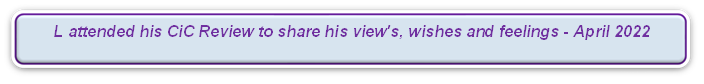 L attended his CiC Review to share his view's, wishes and feelings - April 2022